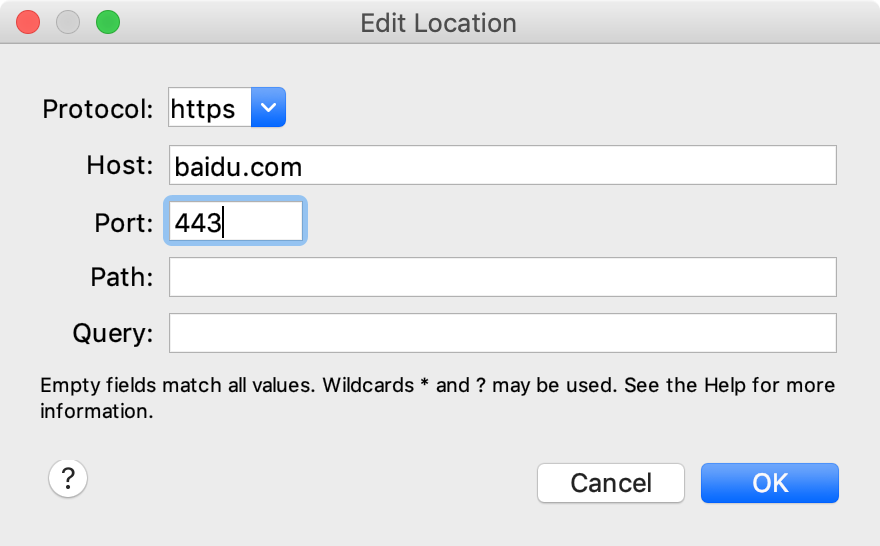 Edit Location
Protocol: https
Host: baidu.com
Port: 443
Path:
Query:
Empty fields match all values. Wildcards * and ? may be used. See the Help for more
information.
? Cancel OK